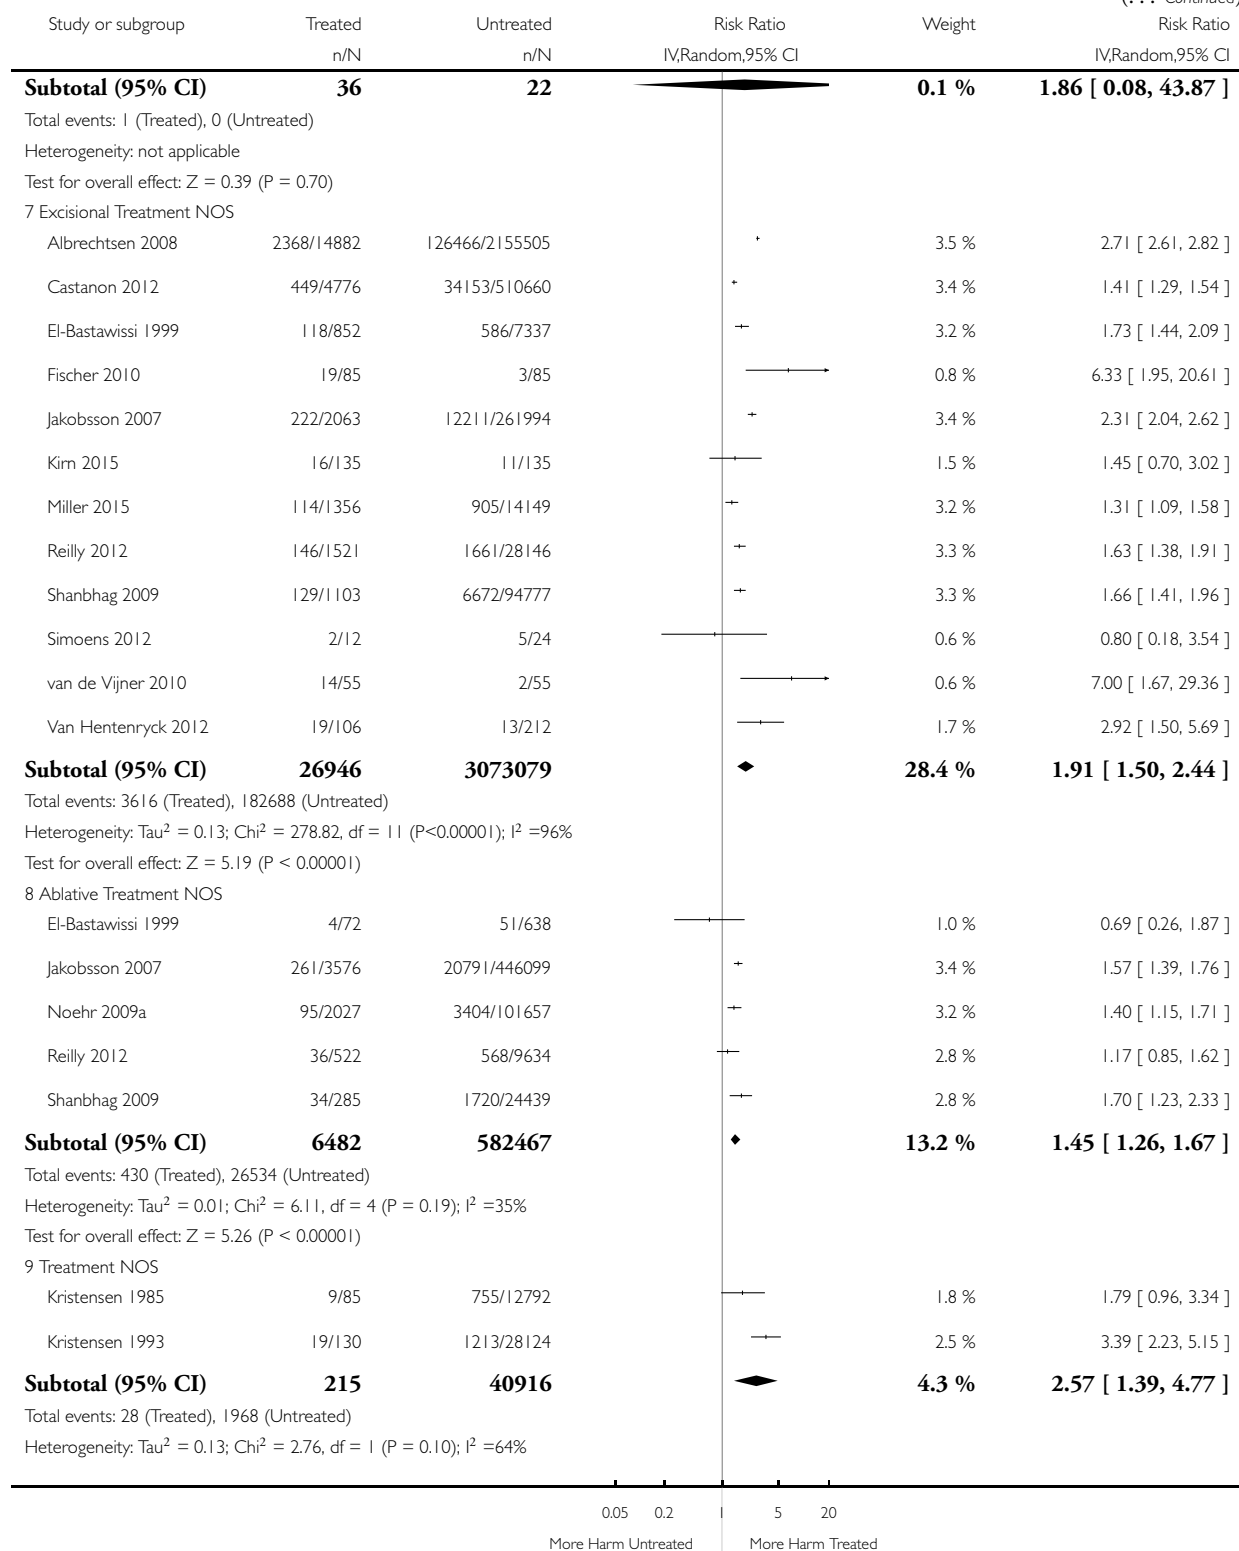 (... Continued)
Study or subgroup Treated Untreated Risk Ratio Weight Risk Ratio
n/N n/N IV,Random,95% CI IV,Random,95% CI
Subtotal (95% CI) 36 22 0.1 % 1.86 [ 0.08, 43.87 ]
Total events: 1 (Treated), 0 (Untreated)
Heterogeneity: not applicable
Test for overall effect: Z = 0.39 (P = 0.70)
7 Excisional Treatment NOS
Albrechtsen 2008 2368/14882 126466/2155505 3.5 % 2.71 [ 2.61, 2.82 ]
Castanon 2012 449/4776 34153/510660 3.4 % 1.41 [ 1.29, 1.54 ]
El-Bastawissi 1999 118/852 586/7337 3.2 % 1.73 [ 1.44, 2.09 ]
Fischer 2010 19/85 3/85 0.8 % 6.33 [ 1.95, 20.61 ]
Jakobsson 2007 222/2063 12211/261994 3.4 % 2.31 [ 2.04, 2.62 ]
Kirn 2015 16/135 11/135 1.5 % 1.45 [ 0.70, 3.02 ]
Miller 2015 114/1356 905/14149 3.2 % 1.31 [ 1.09, 1.58 ]
Reilly 2012 146/1521 1661/28146 3.3 % 1.63 [ 1.38, 1.91 ]
Shanbhag 2009 129/1103 6672/94777 3.3 % 1.66 [ 1.41, 1.96 ]
Simoens 2012 2/12 5/24 0.6 % 0.80 [ 0.18, 3.54 ]
van de Vijner 2010 14/55 2/55 0.6 % 7.00 [ 1.67, 29.36 ]
Van Hentenryck 2012 19/106 13/212 1.7 % 2.92 [ 1.50, 5.69 ]
Subtotal (95% CI) 26946 3073079 28.4 % 1.91 [ 1.50, 2.44 ]
Total events: 3616 (Treated), 182688 (Untreated)
Heterogeneity: Tau² = 0.13; Chi² = 278.82, df = 11 (P<0.00001); I² =96%
Test for overall effect: Z = 5.19 (P < 0.00001)
8 Ablative Treatment NOS
El-Bastawissi 1999 4/72 51/638 1.0 % 0.69 [ 0.26, 1.87 ]
Jakobsson 2007 261/3576 20791/446099 3.4 % 1.57 [ 1.39, 1.76 ]
Noehr 2009a 95/2027 3404/101657 3.2 % 1.40 [ 1.15, 1.71 ]
Reilly 2012 36/522 568/9634 2.8 % 1.17 [ 0.85, 1.62 ]
Shanbhag 2009 34/285 1720/24439 2.8 % 1.70 [ 1.23, 2.33 ]
Subtotal (95% CI) 6482 582467 13.2 % 1.45 [ 1.26, 1.67 ]
Total events: 430 (Treated), 26534 (Untreated)
Heterogeneity: Tau² = 0.01; Chi² = 6.11, df = 4 (P = 0.19); I² =35%
Test for overall effect: Z = 5.26 (P < 0.00001)
9 Treatment NOS
Kristensen 1985 9/85 755/12792 1.8 % 1.79 [ 0.96, 3.34 ]
Kristensen 1993 19/130 1213/28124 2.5 % 3.39 [ 2.23, 5.15 ]
Subtotal (95% CI) 215 40916 4.3 % 2.57 [ 1.39, 4.77 ]
Total events: 28 (Treated), 1968 (Untreated)
Heterogeneity: Tau² = 0.13; Chi² = 2.76, df = 1 (P = 0.10); I² =64%
0.05 0.2 1 5 20
More Harm Untreated More Harm Treated